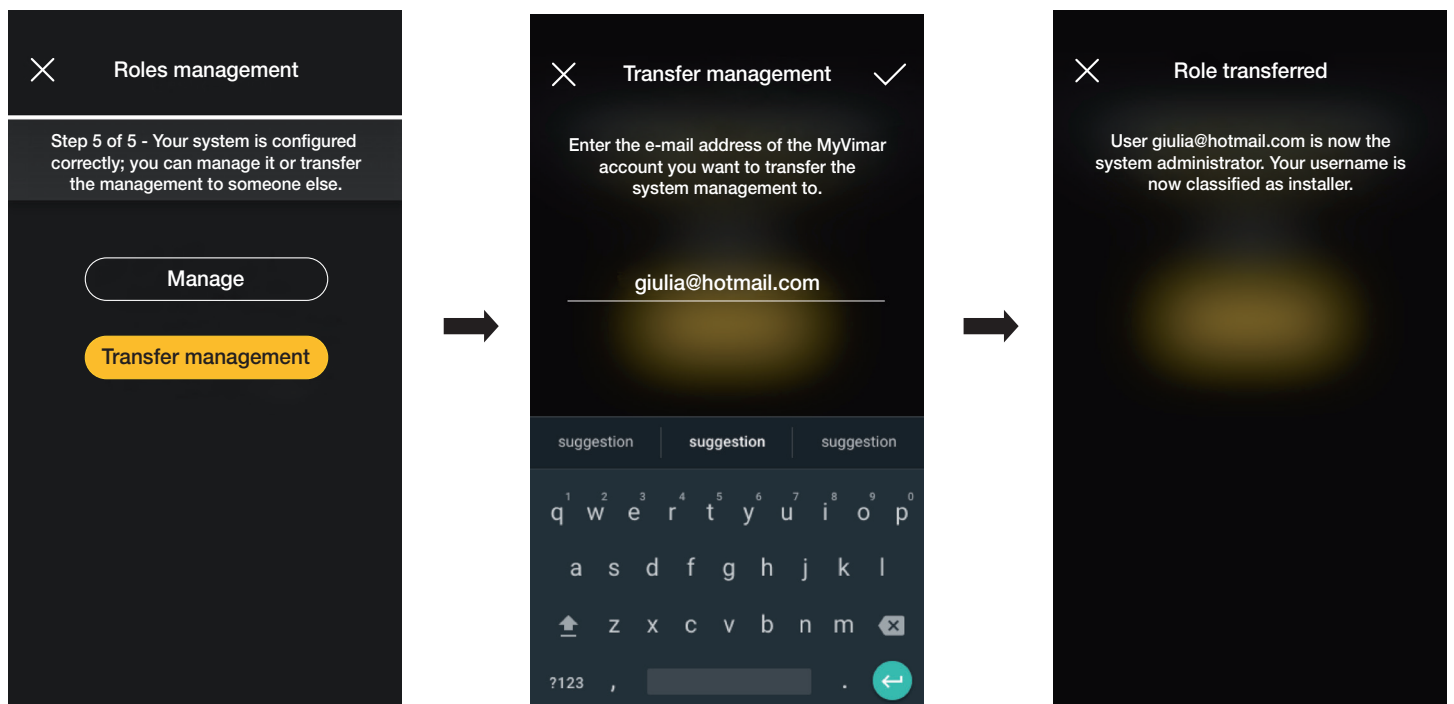 Roles management
Step 5 of 5 - Your system is configured
correctly; you can manage it or transfer
the management to someone else.
Manage
Transfer management
Transfer management
Enter the e-mail address of the MyVimar
account you want to transfer the
system management to.
giulia@hotmail.com
suggestion suggestion suggestion
1 2 3 4 5 6 7 8 9 0
q w e r t y u i o p
a s d f g h j k l
z x c v b n m
?123 , .
Role transferred
User giulia@hotmail.com is now the
system administrator. Your username is
now classified as installer.